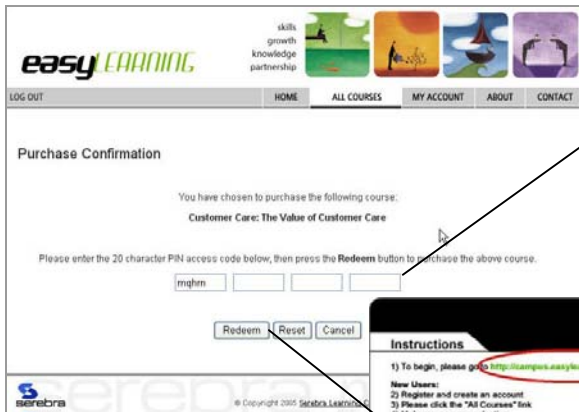 skills
growth
knowledge
partnership
easy LEARNING
LOG OUT HOME ALL COURSES MY ACCOUNT ABOUT CONTACT
Purchase Confirmation
You have chosen to purchase the following course:
Customer Care: The Value of Customer Care
Please enter the 20 character PIN access code below, then press the Redeem button to purchase the above course.
mqhrn
Redeem Reset Cancel
Instructions
1) To begin, please go to http://campus.easylea
New Users:
2) Register and create an account
3) Please click the "All Courses" link
serebra
© Copyright 2005 Serebra Learning C